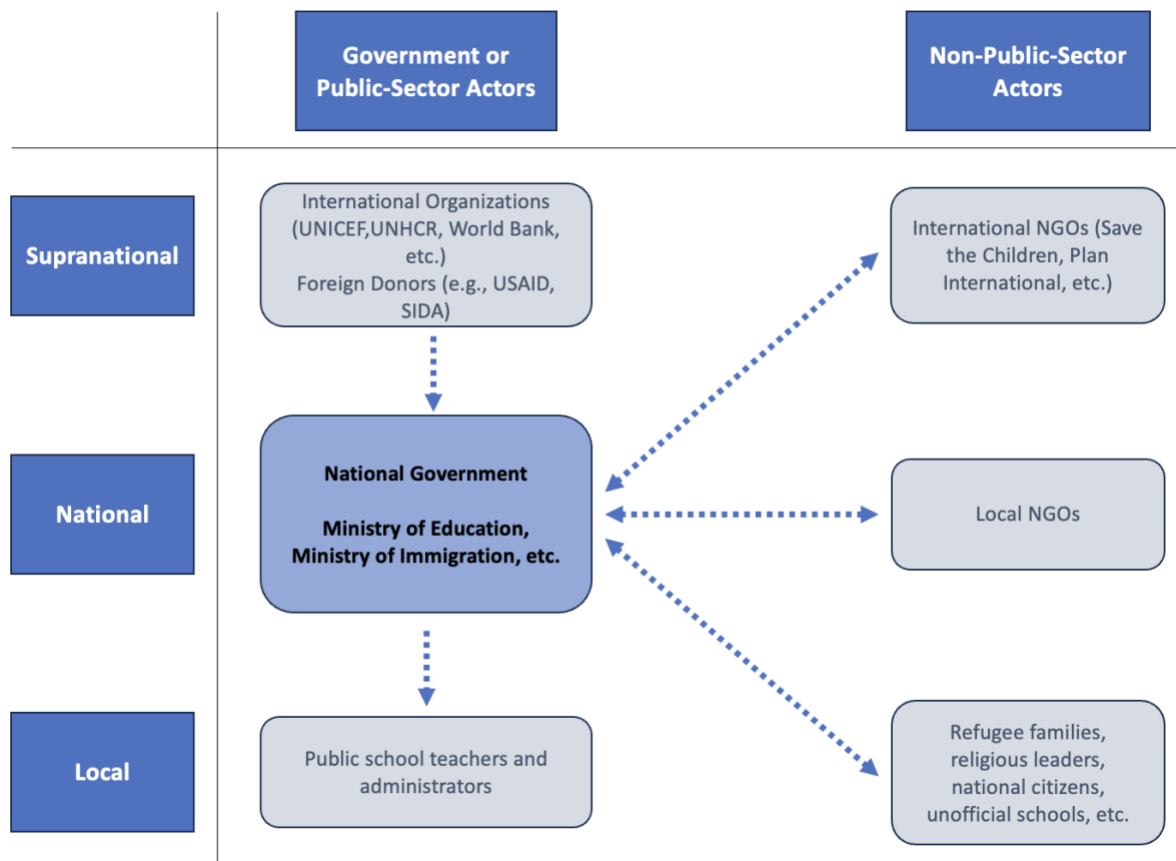 Government or
Public-Sector Actors
Non-Public-Sector
Actors
Supranational
International Organizations
(UNICEF,UNHCR, World Bank,
etc.)
Foreign Donors (e.g., USAID,
SIDA)
International NGOs (Save
the Children, Plan
International, etc.)
National
National Government
Ministry of Education,
Ministry of Immigration, etc.
Local NGOs
Local
Public school teachers and
administrators
Refugee families,
religious leaders,
national citizens,
unofficial schools, etc.